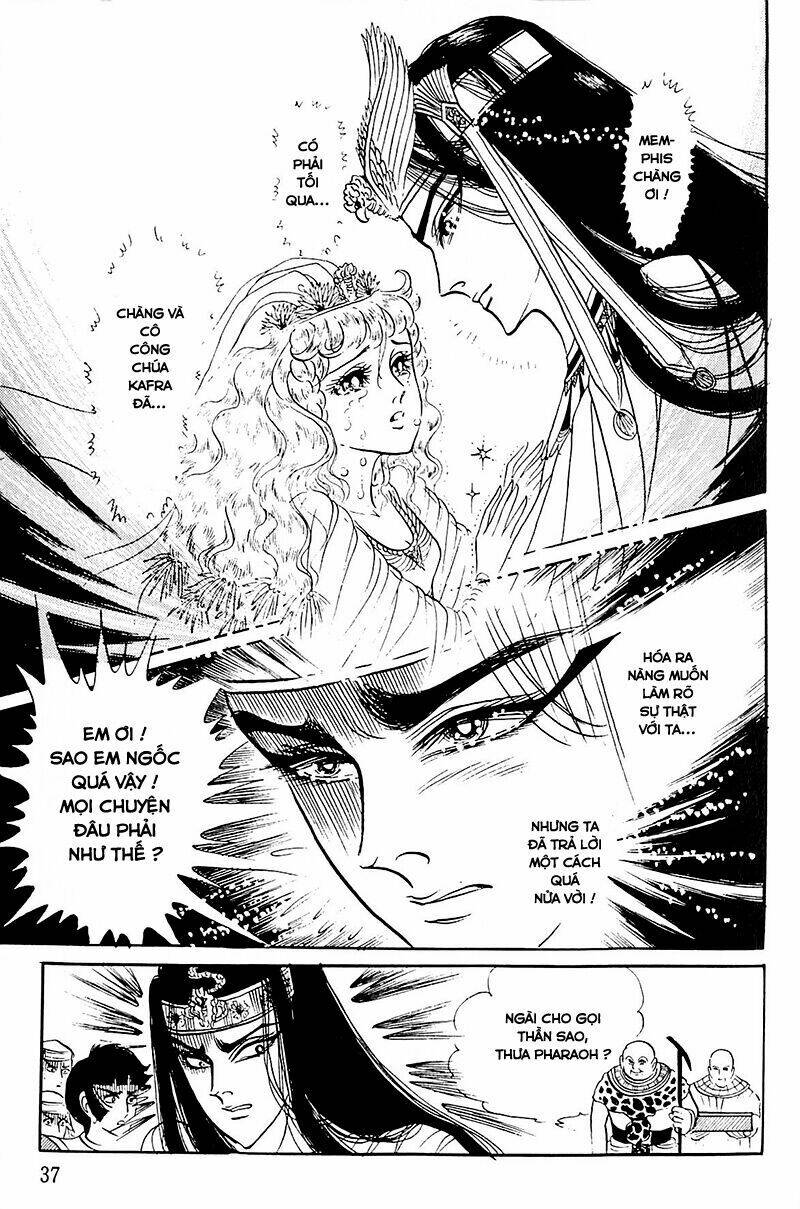 MEM-
PHIS
CHÀNG
ƠI !
CÓ
PHẢI
TỐI
QUA...
CHÀNG VÀ
CÔ
CÔNG
CHÚA
KAFRA
ĐÃ...
HÓA RA
NÀNG MUỐN
LÀM RÕ
SỰ THẬT
VỚI TA...
EM ƠI !
SAO EM NGỐC
QUÁ VẬY !
MỌI CHUYỆN
ĐÂU PHẢI
NHƯ THẾ ?
NHƯNG TA
ĐÃ TRẢ LỜI
MỘT CÁCH
QUÁ
NỬA VỜI !
NGÀI CHO GỌI
THẦN SAO,
THƯA PHARAOH ?
37